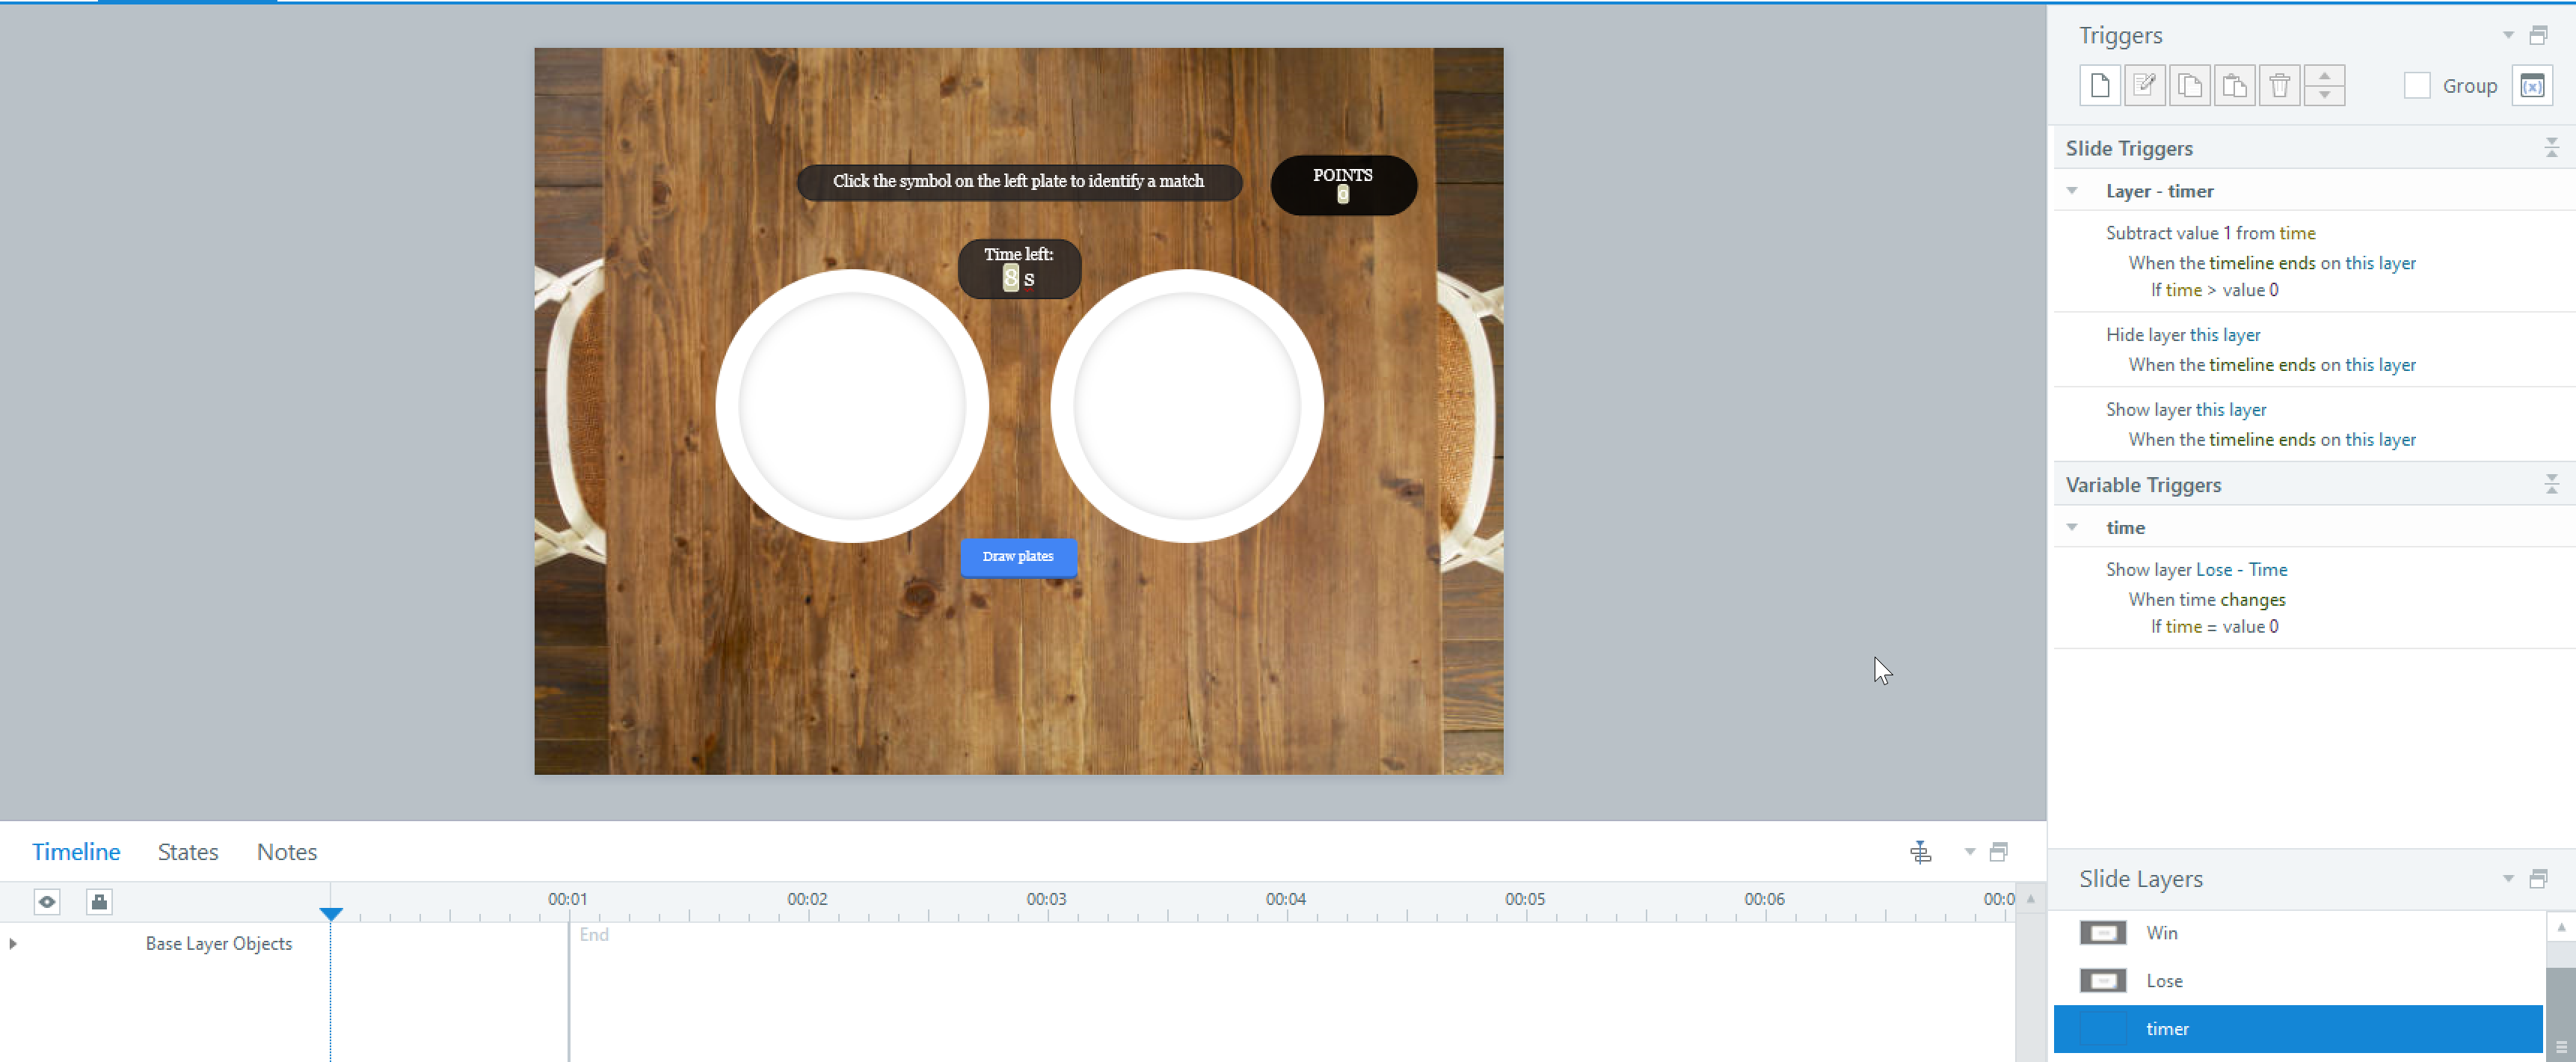 Triggers
Group
Slide Triggers
Layer - timer
Subtract value 1 from time
When the timeline ends on this layer
If time > value 0
Hide layer this layer
When the timeline ends on this layer
Show layer this layer
When the timeline ends on this layer
Variable Triggers
time
Show layer Lose - Time
When time changes
If time = value 0
Click the symbol on the left plate to identify a match
POINTS
Time left:
8 s
Draw plates
Timeline States Notes
00:01 00:02 00:03 00:04 00:05 00:06 00:0
Base Layer Objects
End
Slide Layers
Win
Lose
timer